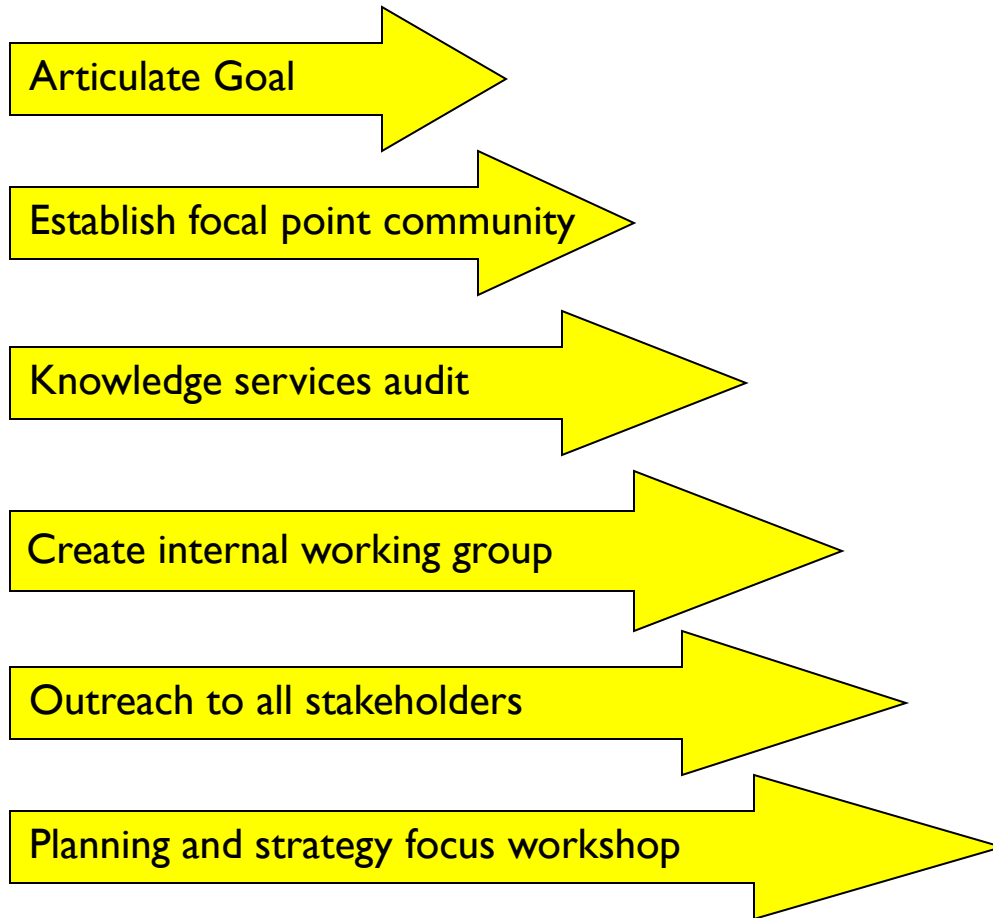 Articulate Goal
Establish focal point community
Knowledge services audit
Create internal working group
Outreach to all stakeholders
Planning and strategy focus workshop